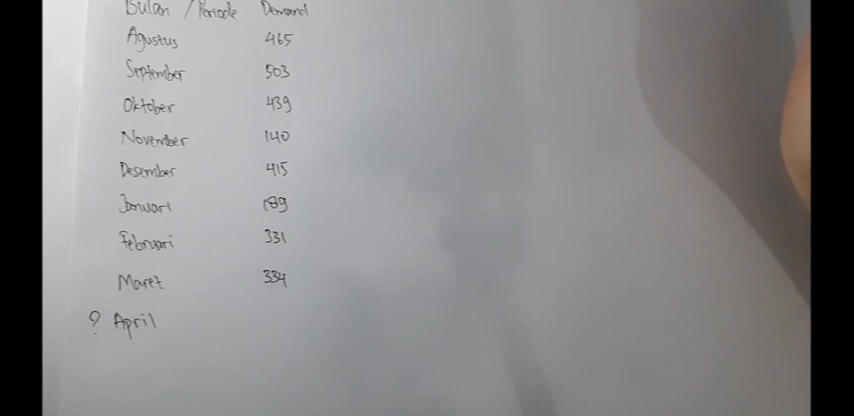 Bulan / Periode Demand
Agustus 465
September 503
Oktober 439
November 140
Desember 415
Januari 189
Februari 331
Maret 334
? April